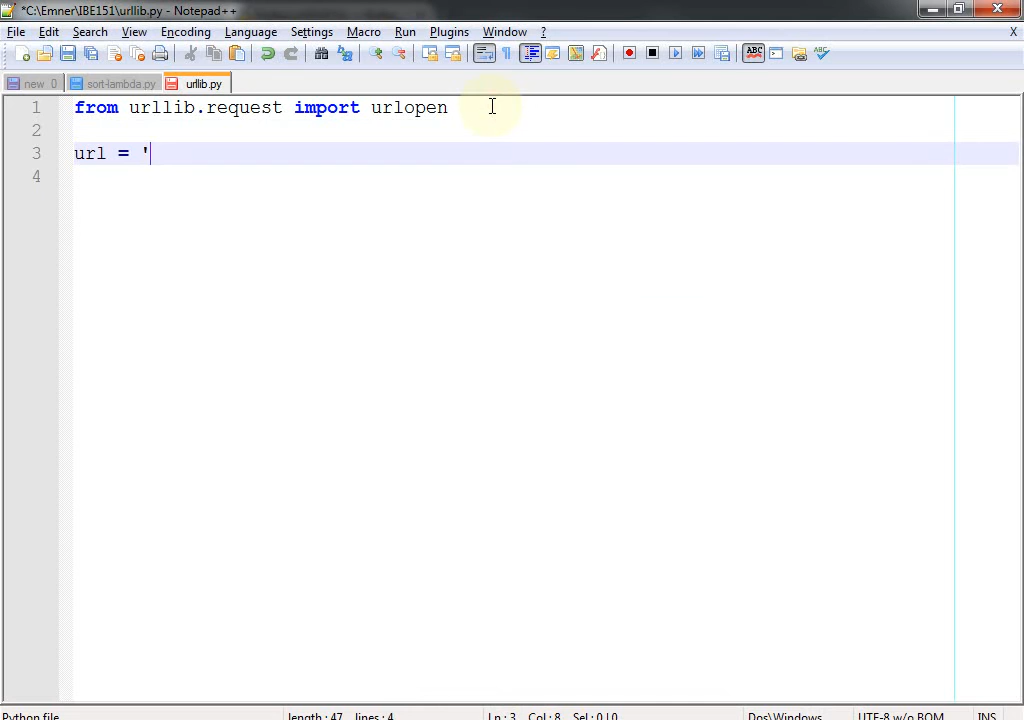 *C:\Emner\IBE151\urllib.py - Notepad++
File Edit Search View Encoding Language Settings Macro Run Plugins Window ? X
new 0 sort-lambda.py urllib.py
1 from urllib.request import urlopen
2
3 url = '
4
Python file length : 47 lines : 4 Ln : 3 Col : 8 Sel : 0 | 0 Dos\Windows UTF-8 w/o BOM INS